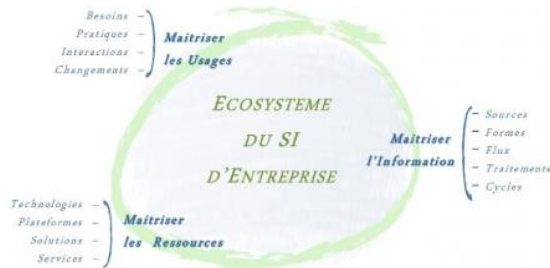 Besoins –
Pratiques –
Interactions –
Changements –
Maitriser
les Usages
ECOSYSTEME
DU SI
D'ENTREPRISE
Maitriser
l'Information
– Sources
– Formes
– Flux
– Traitements
– Cycles
Technologies –
Plateformes –
Solutions –
Services –
Maitriser
les Ressources